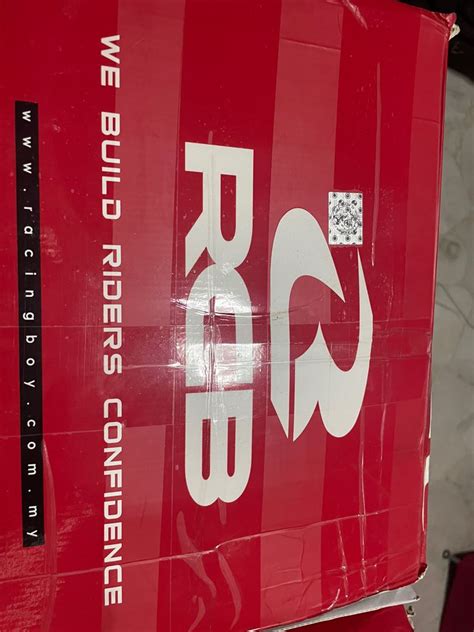 RCB
WE BUILD RIDERS CONFIDENCE
www.racingboy.com.my